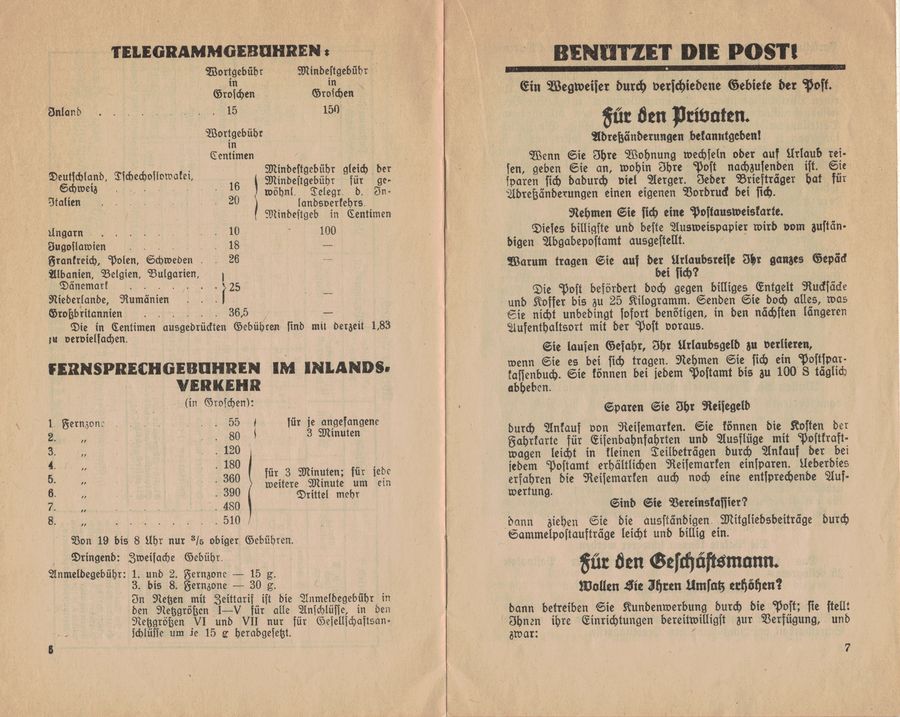 TELEGRAMMGEBÜHREN:
Wortgebühr Mindestgebühr
in in
Groschen Groschen
Inland . . . . . . . . 15 150
Wortgebühr
in
Centimen
Deutschland, Tschechoslowakei,
Schweiz . . . . . . . . 16
Italien . . . . . . . . 20
Mindestgebühr gleich der
Mindestgebühr für ge-
wöhnl. Telegr. d. In-
landsverkehrs.
Mindestgeb in Centimen
Ungarn . . . . . . . . 10 100
Jugoslawien . . . . . . 18 —
Frankreich, Polen, Schweden . . 26 —
Albanien, Belgien, Bulgarien,
Dänemark . . . . . . . 25
Niederlande, Rumänien . . . —
Großbritannien . . . . . 36,5 —
Die in Centimen ausgedrückten Gebühren sind mit derzeit 1,83
zu vervielfachen.
FERNSPRECHGEBÜHREN IM INLANDS-
VERKEHR
(in Groschen):
1. Fernzone . . . . . . 55
2. „ . . . . . . 80
für je angefangene
3 Minuten
3. „ . . . . . . 120
4. „ . . . . . . 180
5. „ . . . . . . 360
6. „ . . . . . . 390
7. „ . . . . . . 480
8. „ . . . . . . 510
für 3 Minuten; für jede
weitere Minute um ein
Drittel mehr
Von 19 bis 8 Uhr nur 3/5 obiger Gebühren.
Dringend: Zweifache Gebühr.
Anmeldegebühr: 1. und 2. Fernzone — 15 g.
3. bis 8. Fernzone — 30 g.
In Netzen mit Zeittarif ist die Anmeldegebühr in
den Netzgrößen I—V für alle Anschlüsse, in den
Netzgrößen VI und VII nur für Gesellschaftsan-
schlüsse um je 15 g herabgesetzt.
6
BENÜTZET DIE POST!
Ein Wegweiser durch verschiedene Gebiete der Post.
Für den Privaten.
Adreßänderungen bekanntgeben!
Wenn Sie Ihre Wohnung wechseln oder auf Urlaub rei-
sen, geben Sie an, wohin Ihre Post nachzusenden ist. Sie
sparen sich dadurch viel Aerger. Jeder Briefträger hat für
Adreßänderungen einen eigenen Vordruck bei sich.
Nehmen Sie sich eine Postausweiskarte.
Dieses billigste und beste Ausweispapier wird vom zustän-
digen Abgabepostamt ausgestellt.
Warum tragen Sie auf der Urlaubsreise Ihr ganzes Gepäck
bei sich?
Die Post befördert doch gegen billiges Entgelt Rucksäcke
und Koffer bis zu 25 Kilogramm. Senden Sie doch alles, was
Sie nicht unbedingt sofort benötigen, in den nächsten längeren
Aufenthaltsort mit der Post voraus.
Sie laufen Gefahr, Ihr Urlaubsgeld zu verlieren,
wenn Sie es bei sich tragen. Nehmen Sie sich ein Postspar-
kassenbuch. Sie können bei jedem Postamt bis zu 100 S täglich
abheben.
Sparen Sie Ihr Reisegeld
durch Ankauf von Reisemarken. Sie können die Kosten der
Fahrkarte für Eisenbahnfahrten und Ausflüge mit Postkraft-
wagen leicht in kleinen Teilbeträgen durch Ankauf der bei
jedem Postamt erhältlichen Reisemarken einsparen. Ueberdies
erfahren die Reisemarken auch noch eine entsprechende Auf-
wertung.
Sind Sie Vereinskassier?
dann ziehen Sie die ausständigen Mitgliedsbeiträge durch
Sammelpostaufträge leicht und billig ein.
Für den Geschäftsmann.
Wollen Sie Ihren Umsatz erhöhen?
dann betreiben Sie Kundenwerbung durch die Post; sie stellt
Ihnen ihre Einrichtungen bereitwilligst zur Verfügung, und
zwar:
7